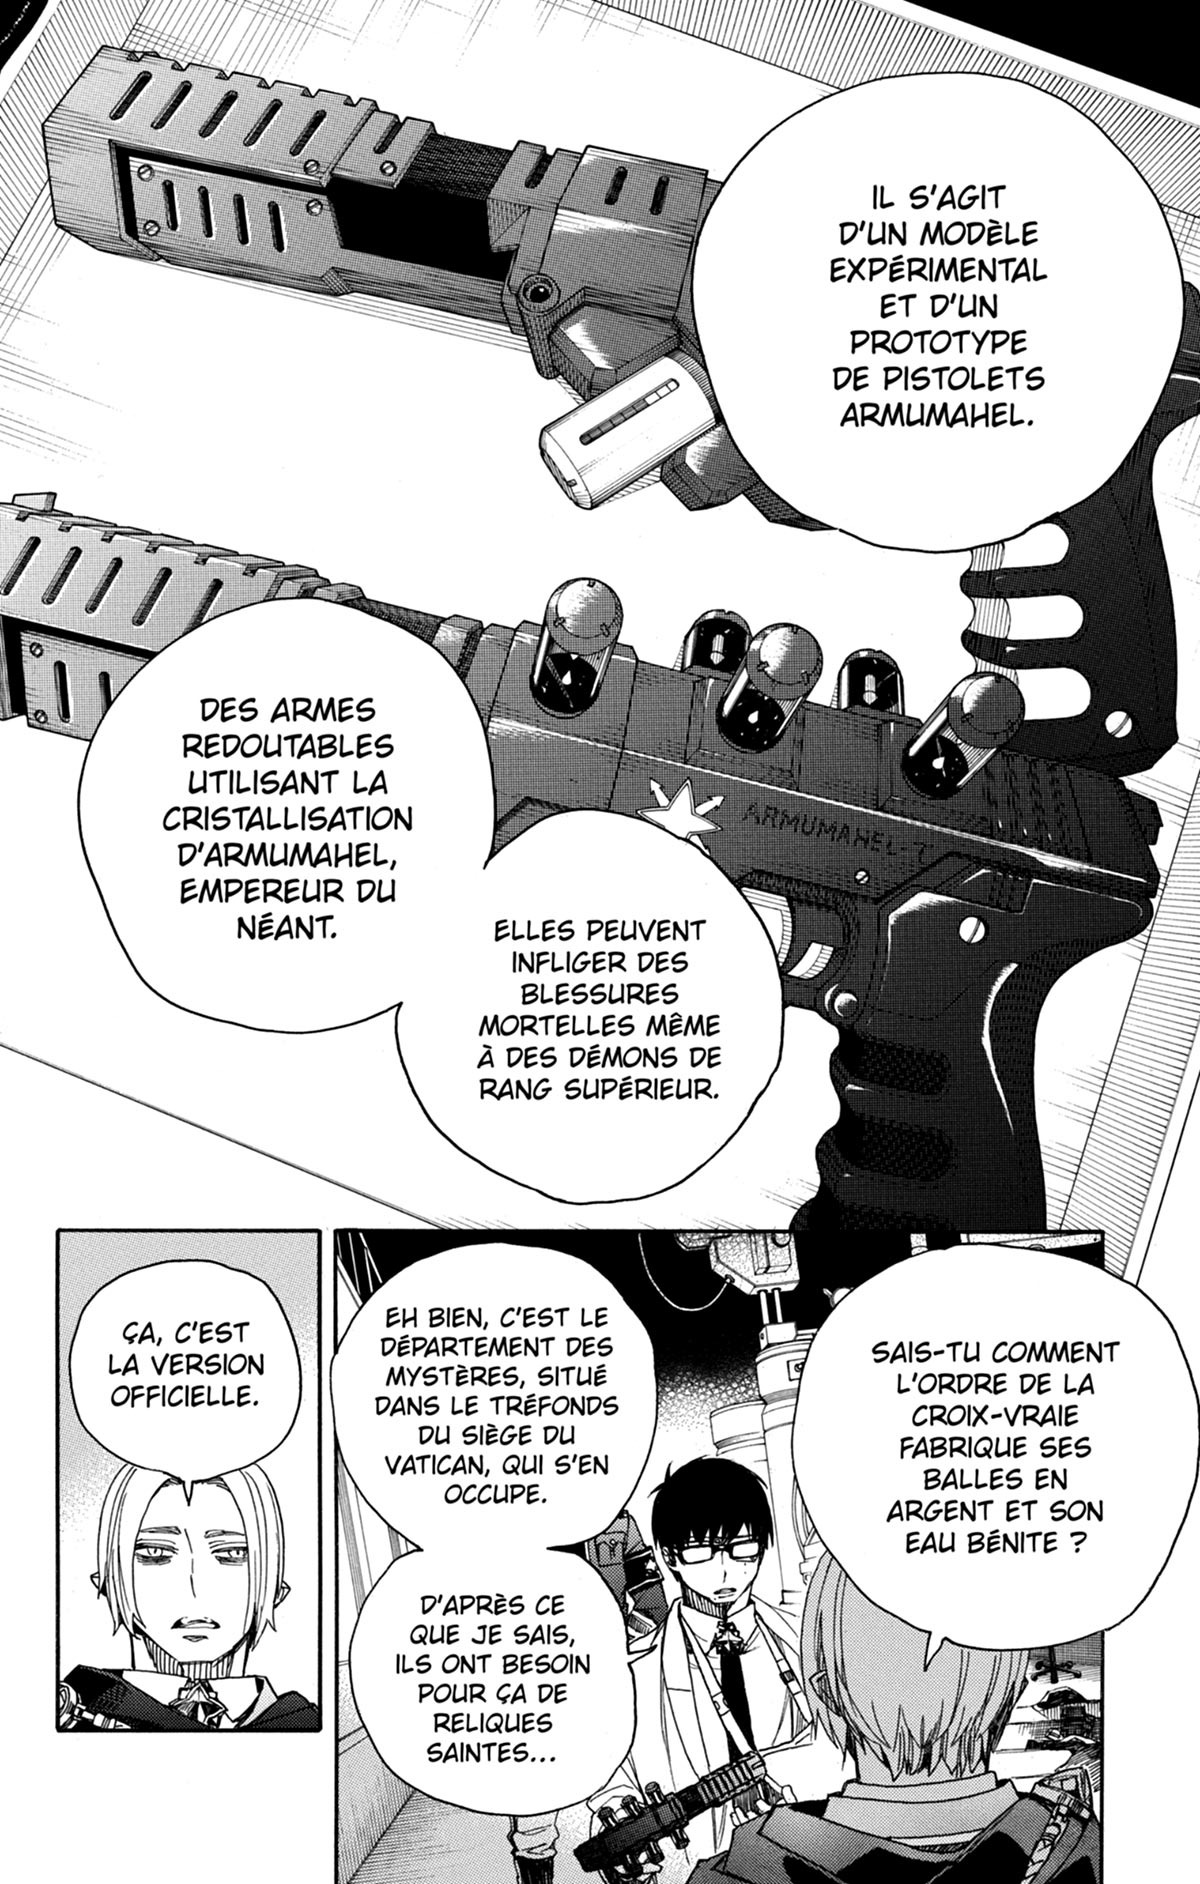 IL S'AGIT
D'UN MODÈLE
EXPÉRIMENTAL
ET D'UN
PROTOTYPE
DE PISTOLETS
ARMUMAHEL.
DES ARMES
REDOUTABLES
UTILISANT LA
CRISTALLISATION
D'ARMUMAHEL,
EMPEREUR DU
NÉANT.
ARMUMAHEL-T
ELLES PEUVENT
INFLIGER DES
BLESSURES
MORTELLES MÊME
À DES DÉMONS DE
RANG SUPÉRIEUR.
SAIS-TU COMMENT
L'ORDRE DE LA
CROIX-VRAIE
FABRIQUE SES
BALLES EN
ARGENT ET SON
EAU BÉNITE ?
EH BIEN, C'EST LE
DÉPARTEMENT DES
MYSTÈRES, SITUÉ
DANS LE TRÉFONDS
DU SIÈGE DU
VATICAN, QUI S'EN
OCCUPE.
D'APRÈS CE
QUE JE SAIS,
ILS ONT BESOIN
POUR ÇA DE
RELIQUES
SAINTES...
ÇA, C'EST
LA VERSION
OFFICIELLE.